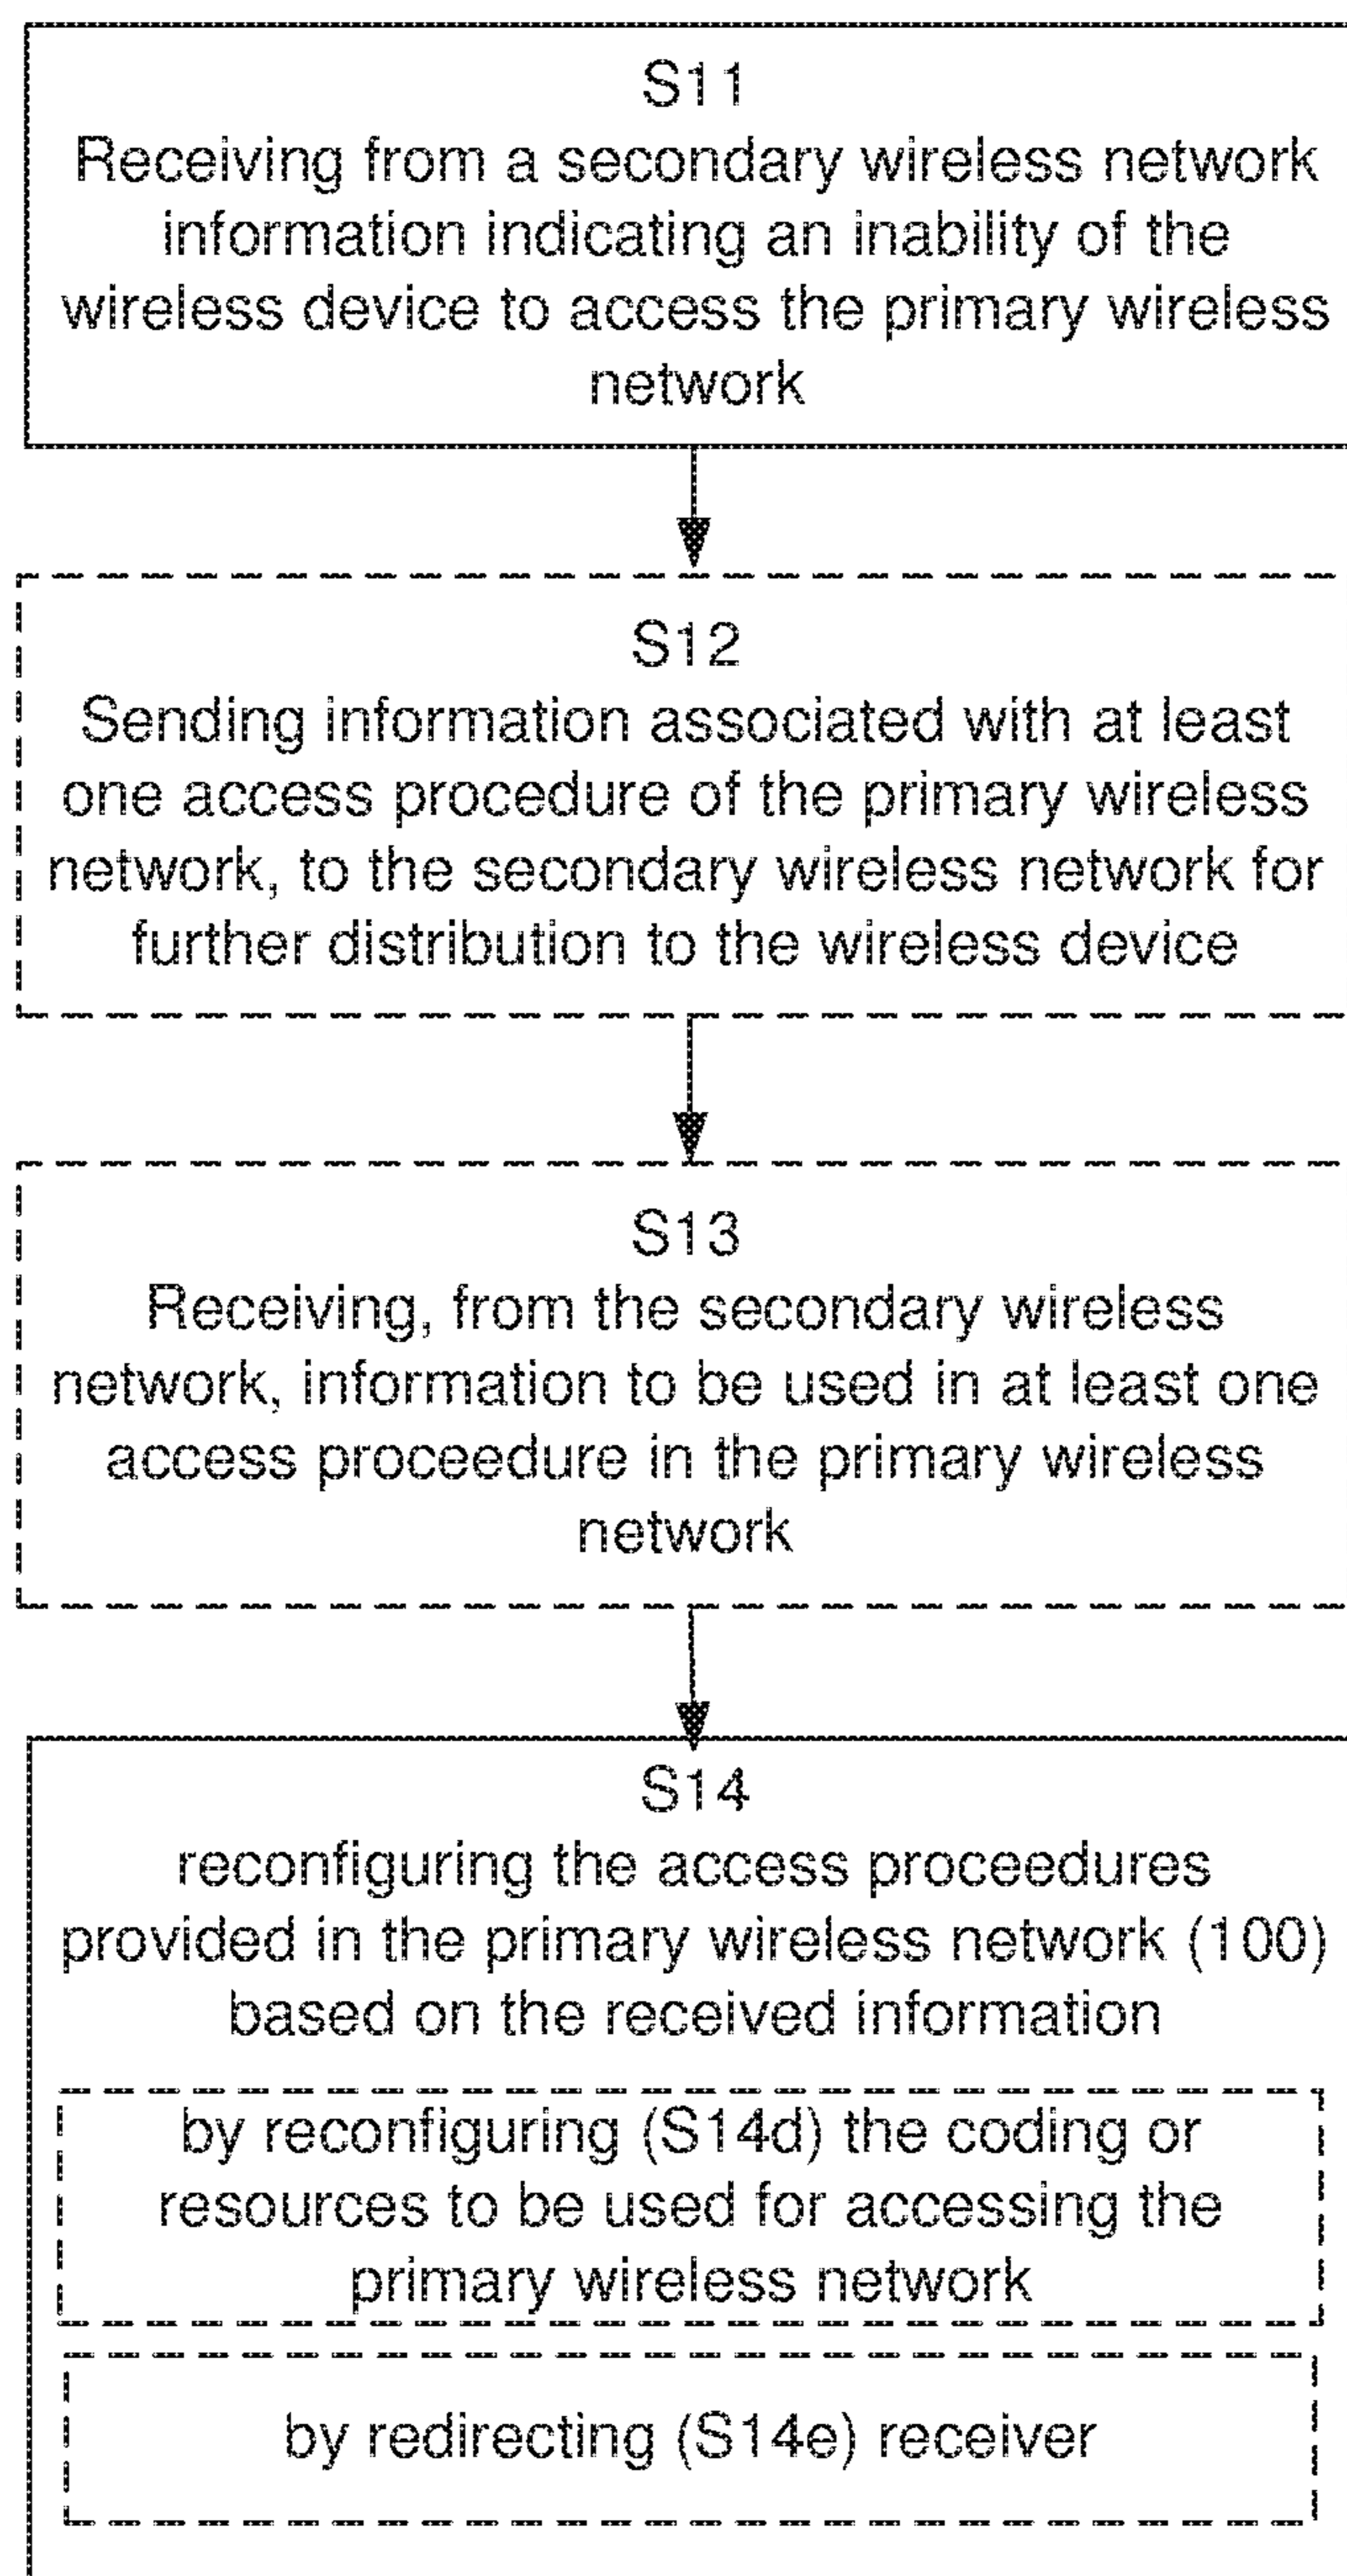 S11
Receiving from a secondary wireless network
information indicating an inability of the
wireless device to access the primary wireless
network
S12
Sending information associated with at least
one access procedure of the primary wireless
network, to the secondary wireless network for
further distribution to the wireless device
S13
Receiving, from the secondary wireless
network, information to be used in at least one
access proceedure in the primary wireless
network
S14
reconfiguring the access proceedures
provided in the primary wireless network (100)
based on the received information
by reconfiguring (S14d) the coding or
resources to be used for accessing the
primary wireless network
by redirecting (S14e) receiver